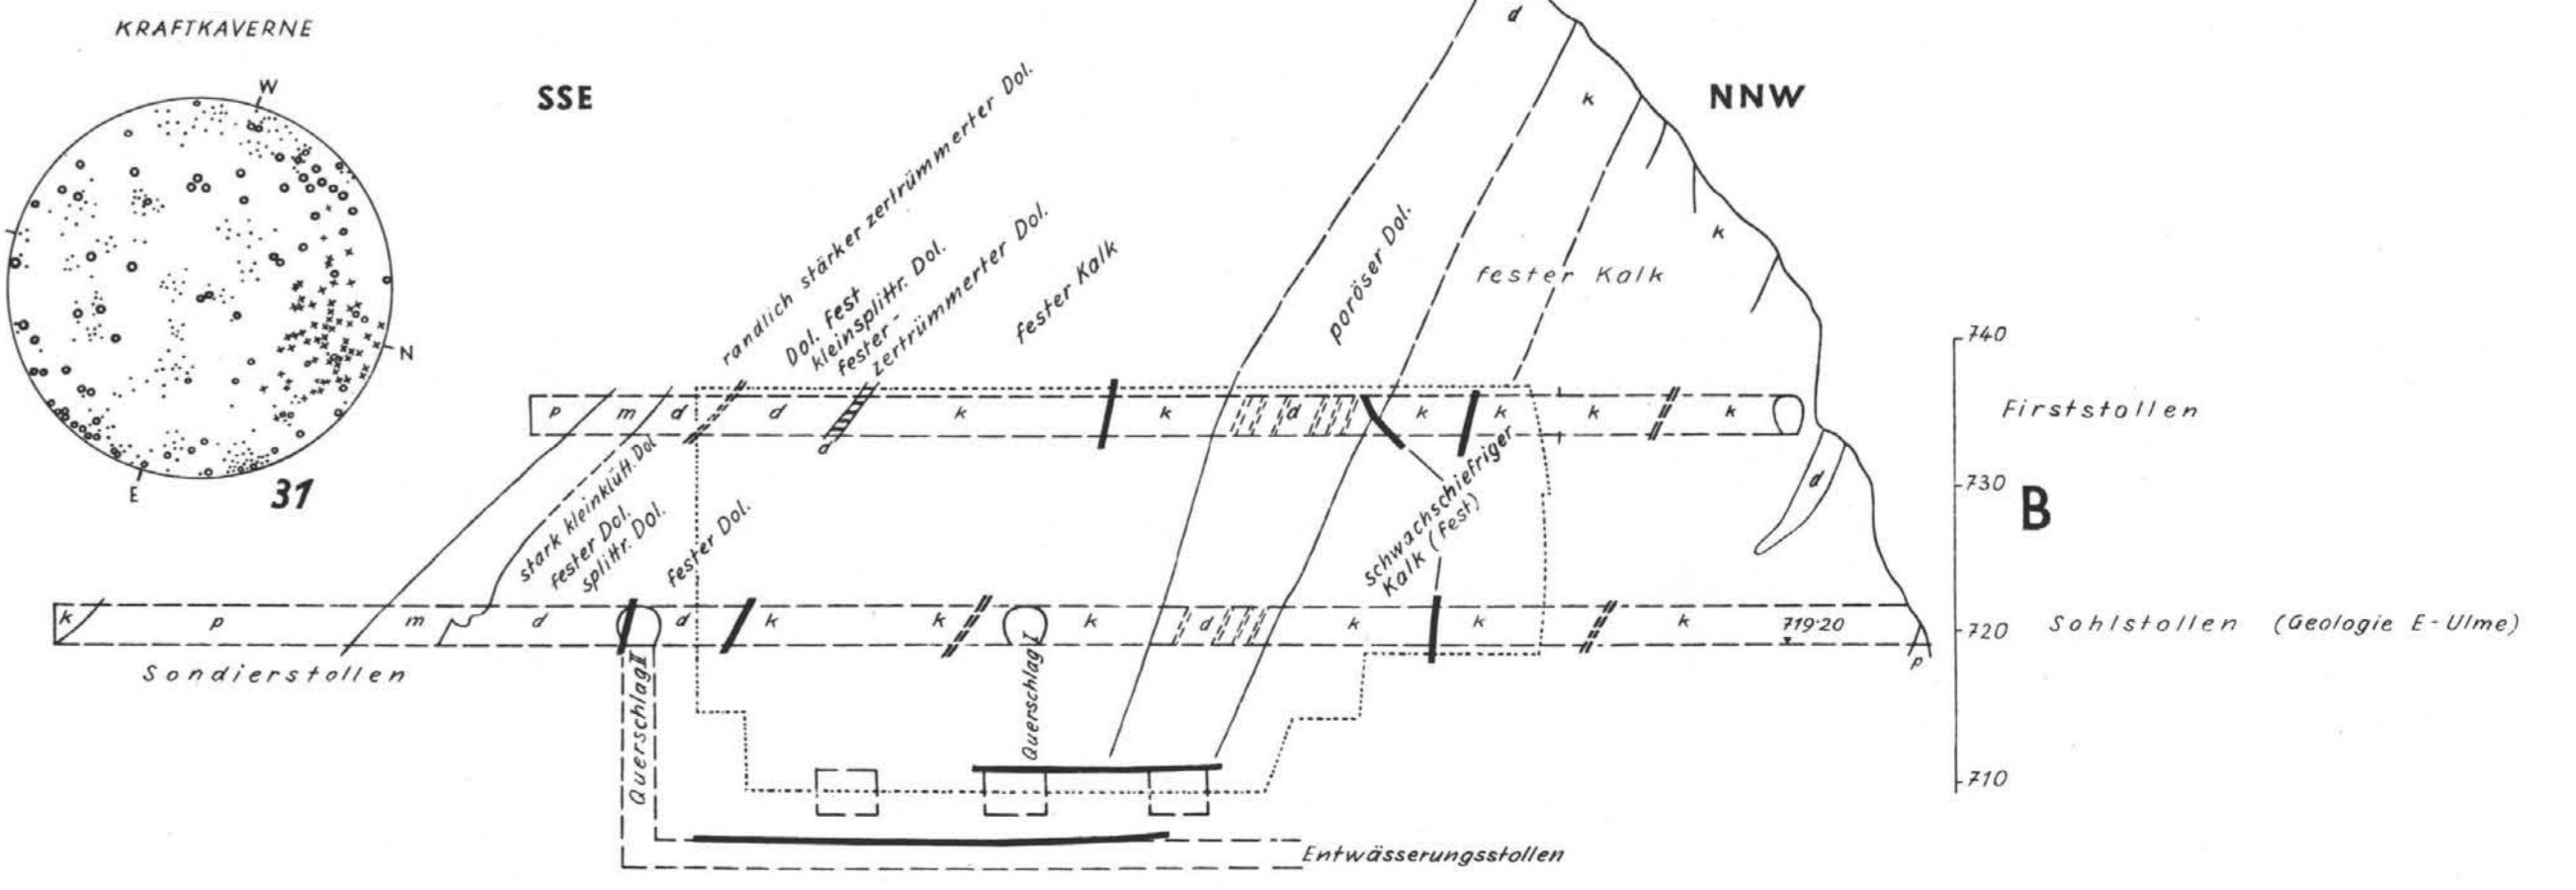 KRAFTKAVERNE
W
N
E
31
SSE
NNW
d
k
k
randlich stärker zertrümmerter Dol.
Dol. fest
kleinsplittr. Dol.
fester-
zertrümmerter Dol.
fester Kalk
poröser Dol.
fester Kalk
740
p m d d k k d k k k k
Firststollen
d
stark kleinklüft. Dol
fester Dol.
splittr. Dol.
fester Dol.
schwachschiefriger
Kalk (fest)
d
730
B
k p m d d k k k d k k k
719·20
720
Sohlstollen (Geologie E-Ulme)
p
Sondierstollen
Querschlag II
Querschlag I
710
Entwässerungsstollen